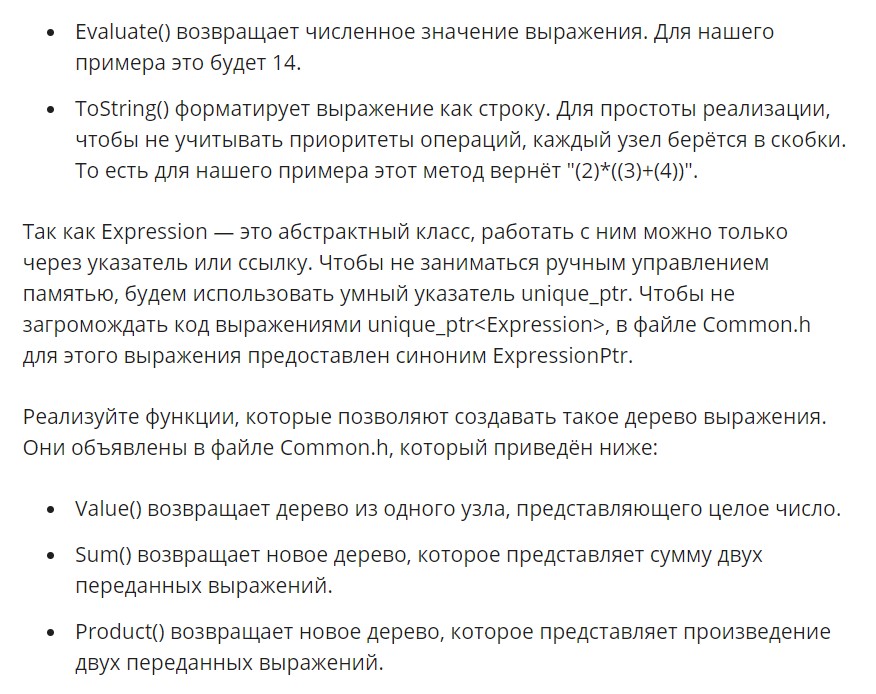 • Evaluate() возвращает численное значение выражения. Для нашего
примера это будет 14.
• ToString() форматирует выражение как строку. Для простоты реализации,
чтобы не учитывать приоритеты операций, каждый узел берётся в скобки.
То есть для нашего примера этот метод вернёт "(2)*((3)+(4))".
Так как Expression — это абстрактный класс, работать с ним можно только
через указатель или ссылку. Чтобы не заниматься ручным управлением
памятью, будем использовать умный указатель unique_ptr. Чтобы не
загромождать код выражениями unique_ptr<Expression>, в файле Common.h
для этого выражения предоставлен синоним ExpressionPtr.
Реализуйте функции, которые позволяют создавать такое дерево выражения.
Они объявлены в файле Common.h, который приведён ниже:
• Value() возвращает дерево из одного узла, представляющего целое число.
• Sum() возвращает новое дерево, которое представляет сумму двух
переданных выражений.
• Product() возвращает новое дерево, которое представляет произведение
двух переданных выражений.